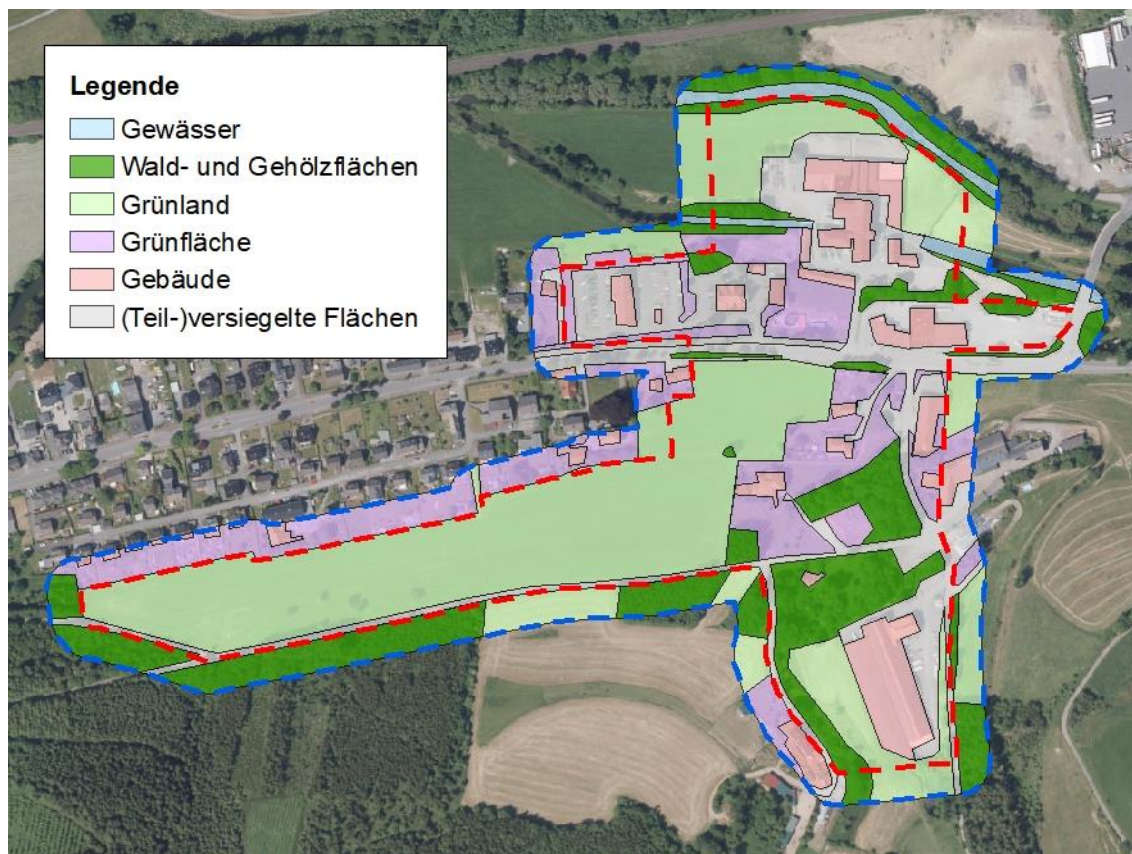 Legende
Gewässer
Wald- und Gehölzflächen
Grünland
Grünfläche
Gebäude
(Teil-)versiegelte Flächen